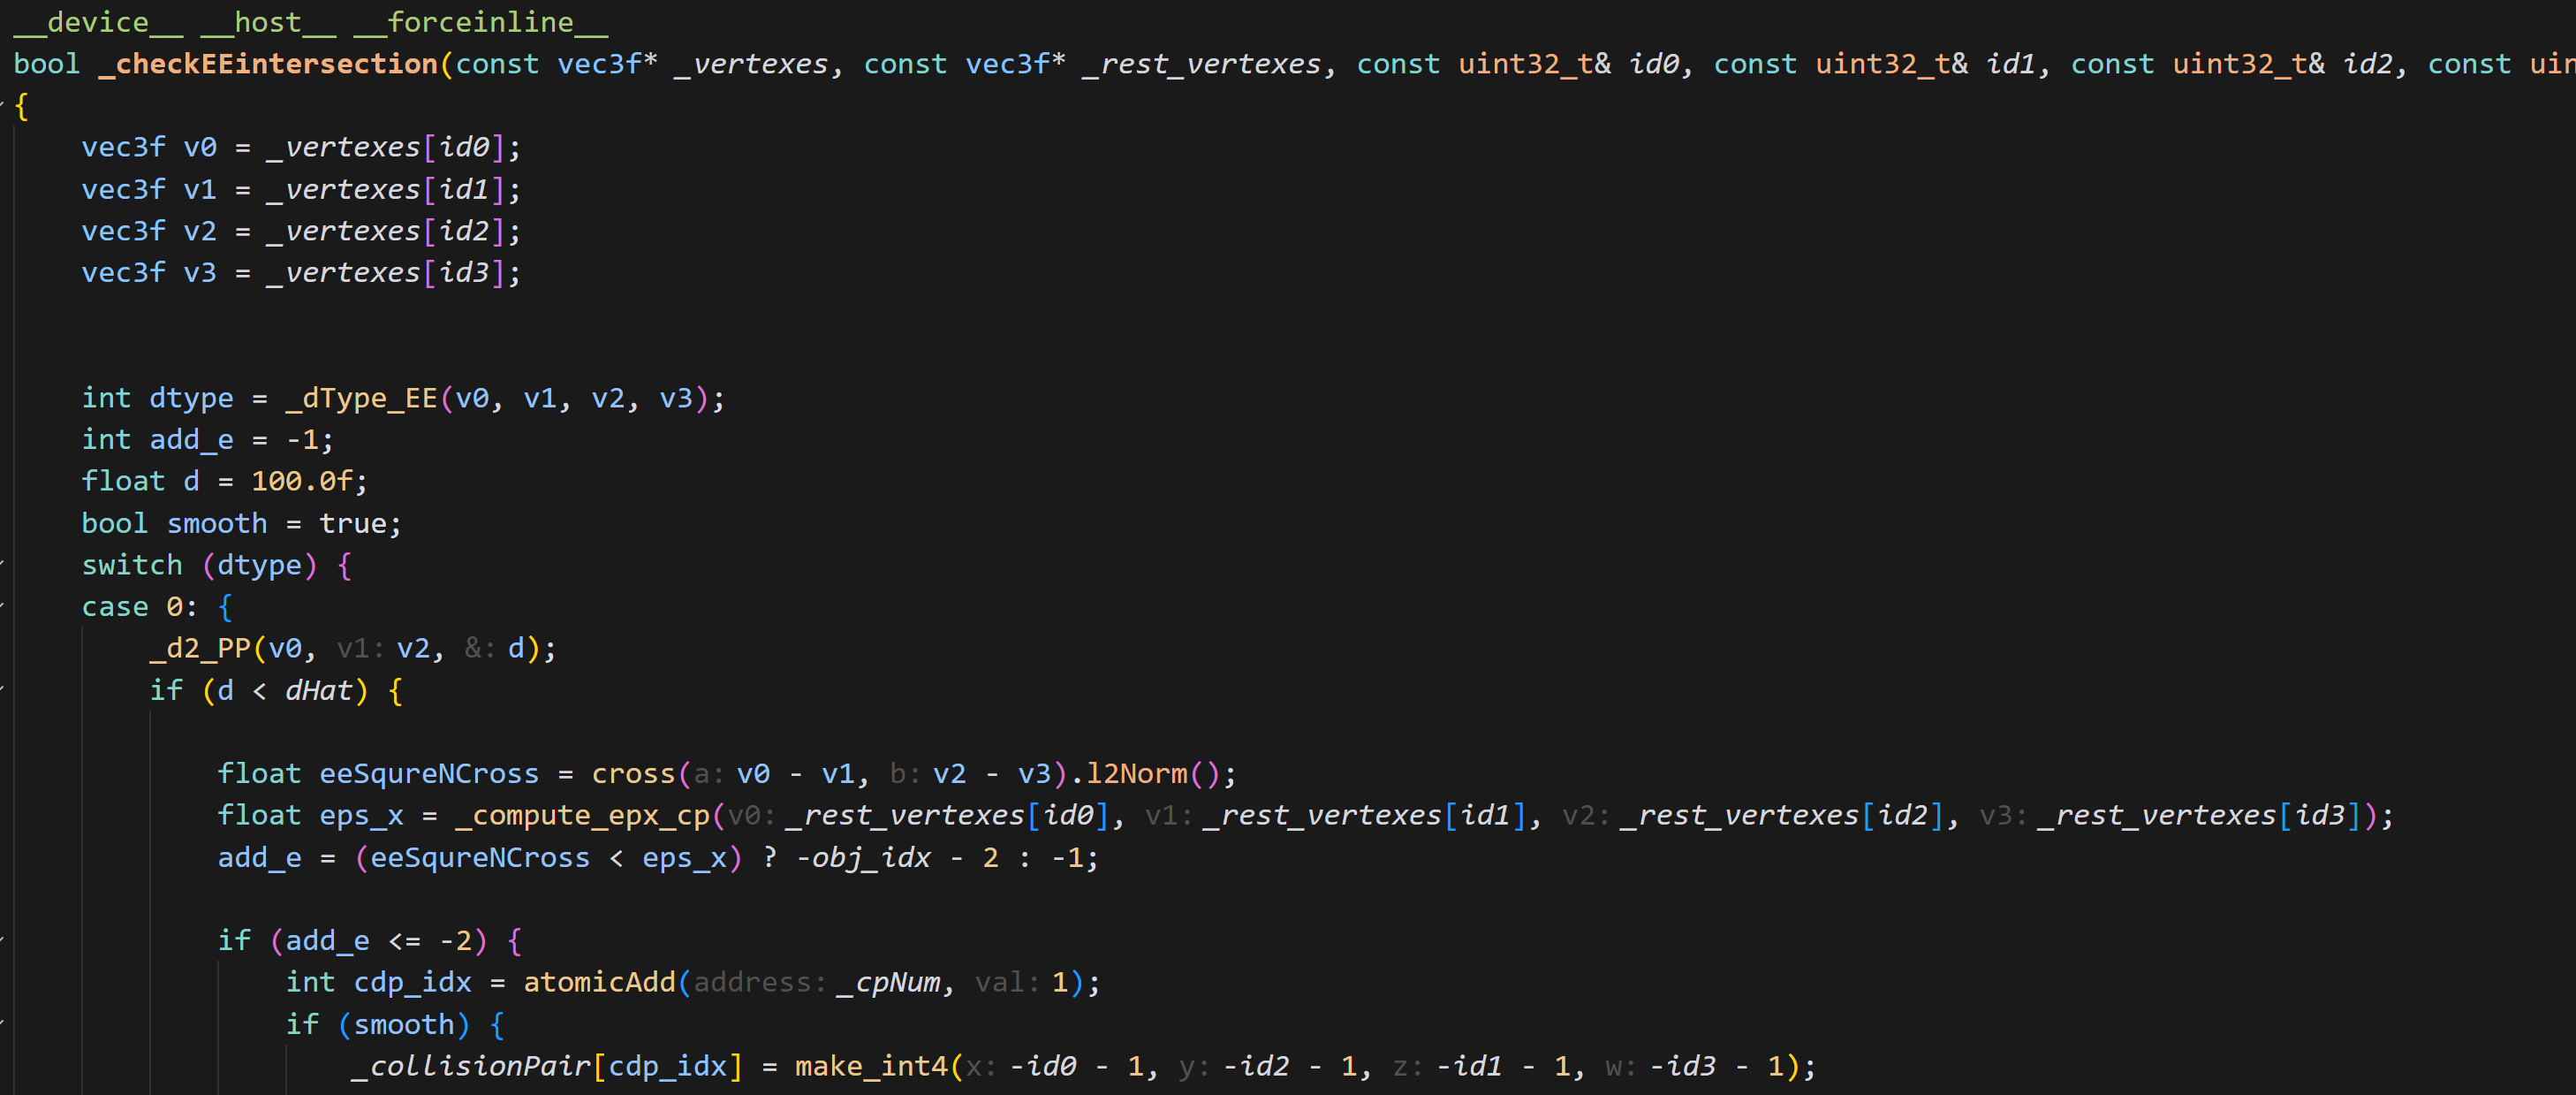 __device__ __host__ __forceinline__
bool _checkEEintersection(const vec3f* _vertexes, const vec3f* _rest_vertexes, const uint32_t& id0, const uint32_t& id1, const uint32_t& id2, const uin
{
vec3f v0 = _vertexes[id0];
vec3f v1 = _vertexes[id1];
vec3f v2 = _vertexes[id2];
vec3f v3 = _vertexes[id3];
int dtype = _dType_EE(v0, v1, v2, v3);
int add_e = -1;
float d = 100.0f;
bool smooth = true;
switch (dtype) {
case 0: {
_d2_PP(v0, v1: v2, &: d);
if (d < dHat) {
float eeSqureNCross = cross(a: v0 - v1, b: v2 - v3).l2Norm();
float eps_x = _compute_epx_cp(v0: _rest_vertexes[id0], v1: _rest_vertexes[id1], v2: _rest_vertexes[id2], v3: _rest_vertexes[id3]);
add_e = (eeSqureNCross < eps_x) ? -obj_idx - 2 : -1;
if (add_e <= -2) {
int cdp_idx = atomicAdd(address: _cpNum, val: 1);
if (smooth) {
_collisionPair[cdp_idx] = make_int4(x: -id0 - 1, y: -id2 - 1, z: -id1 - 1, w: -id3 - 1);